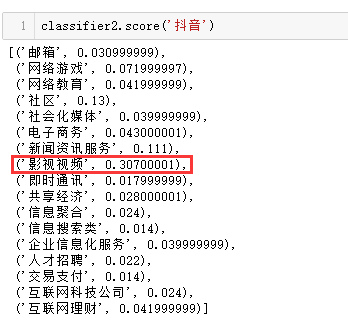 1 classifier2.score('抖音')
[('邮箱', 0.030999999),
('网络游戏', 0.071999997),
('网络教育', 0.041999999),
('社区', 0.13),
('社会化媒体', 0.039999999),
('电子商务', 0.043000001),
('新闻资讯服务', 0.111),
('影视视频', 0.30700001),
('即时通讯', 0.017999999),
('共享经济', 0.028000001),
('信息聚合', 0.024),
('信息搜索类', 0.014),
('企业信息化服务', 0.039999999),
('人才招聘', 0.022),
('交易支付', 0.014),
('互联网科技公司', 0.024),
('互联网理财', 0.041999999)]